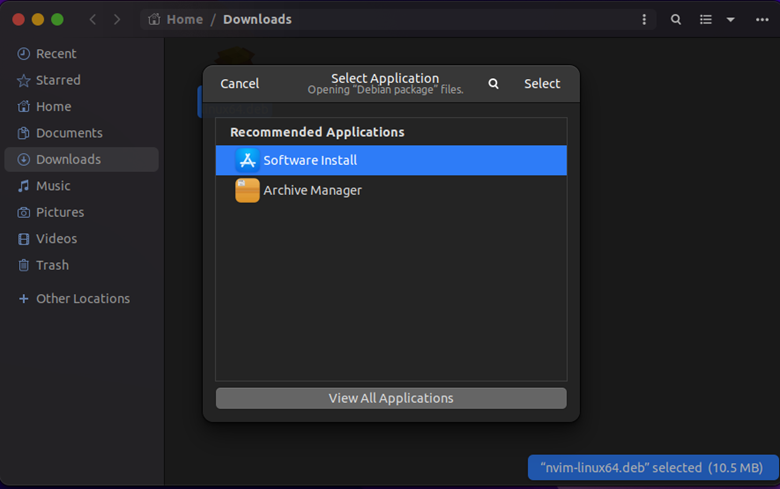 Home / Downloads
Recent
Starred
Home
Documents
Downloads
Music
Pictures
Videos
Trash
Other Locations
Cancel
Select Application
Opening "Debian package" files.
Select
Recommended Applications
Software Install
Archive Manager
View All Applications
“nvim-linux64.deb” selected (10.5 MB)